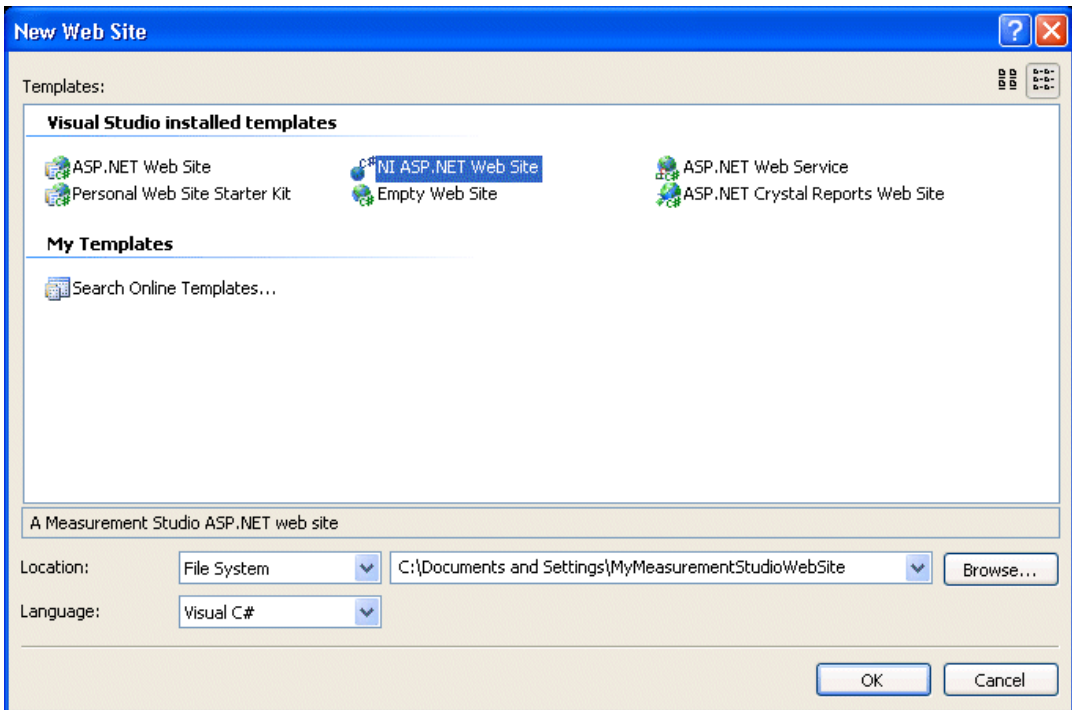 New Web Site
Templates:
Visual Studio installed templates
ASP.NET Web Site NI ASP.NET Web Site ASP.NET Web Service
Personal Web Site Starter Kit Empty Web Site ASP.NET Crystal Reports Web Site
My Templates
Search Online Templates...
A Measurement Studio ASP.NET web site
Location: File System C:\Documents and Settings\MyMeasurementStudioWebSite Browse...
Language: Visual C#
OK Cancel